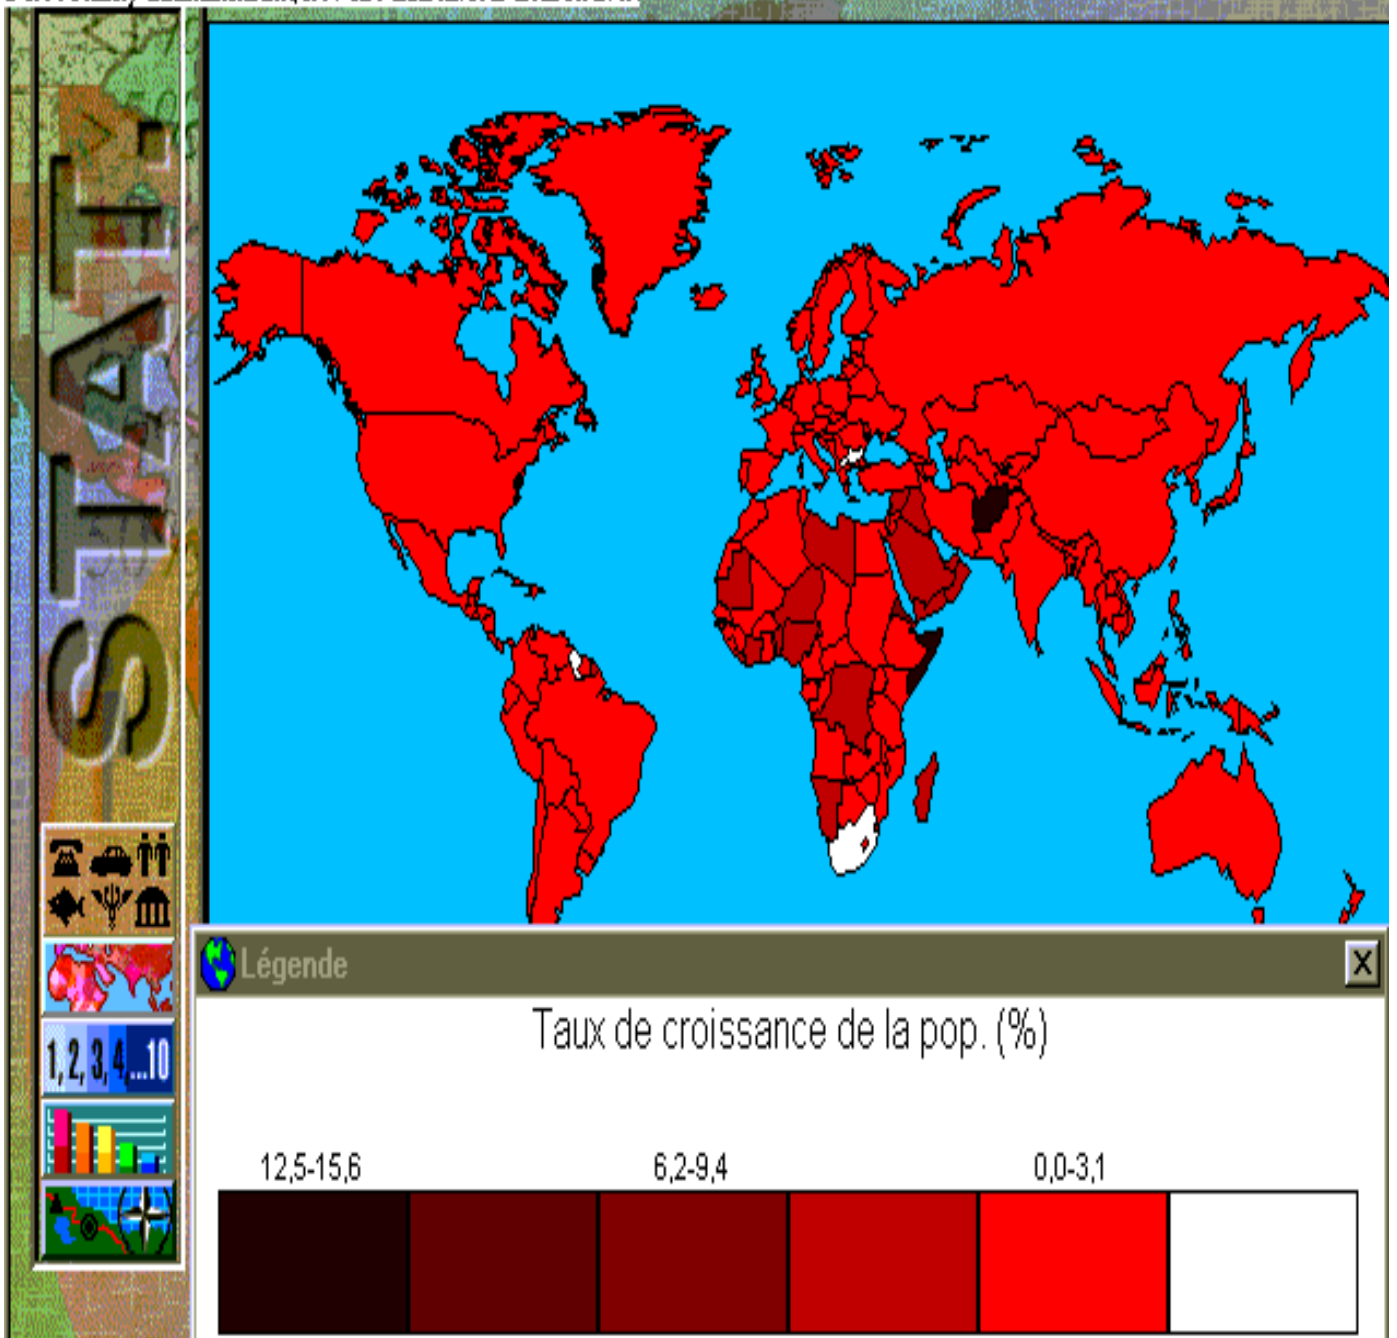 STATI.
1, 2, 3, 4,...10
Légende
X
Taux de croissance de la pop. (%)
12,5-15,6 6,2-9,4 0,0-3,1